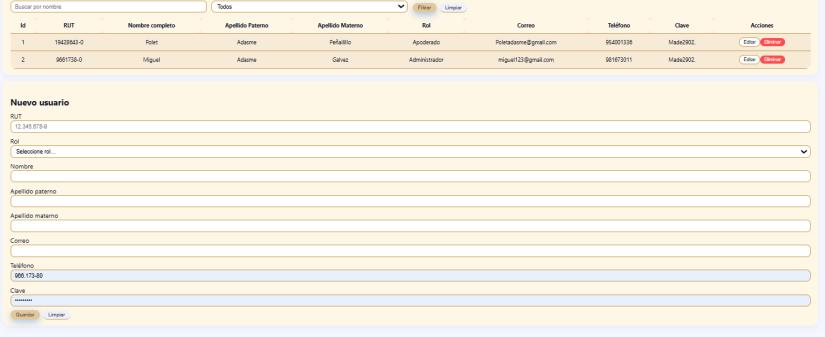 Buscar por nombre Todos Filtrar Limpiar
Id RUT Nombre completo Apellido Paterno Apellido Materno Rol Correo Teléfono Clave Acciones
1 19428643-0 Polet Adasme Peñalillo Apoderado Poletadasme@gmail.com 994001336 Made2902. Editar Eliminar
2 9661738-0 Miguel Adasme Galvez Administrador miguel123@gmail.com 981673011 Made2902. Editar Eliminar
Nuevo usuario
RUT
12.345.678-9
Rol
Seleccione rol...
Nombre
Apellido paterno
Apellido materno
Correo
Teléfono
966.173-80
Clave
•••••••••
Guardar Limpiar